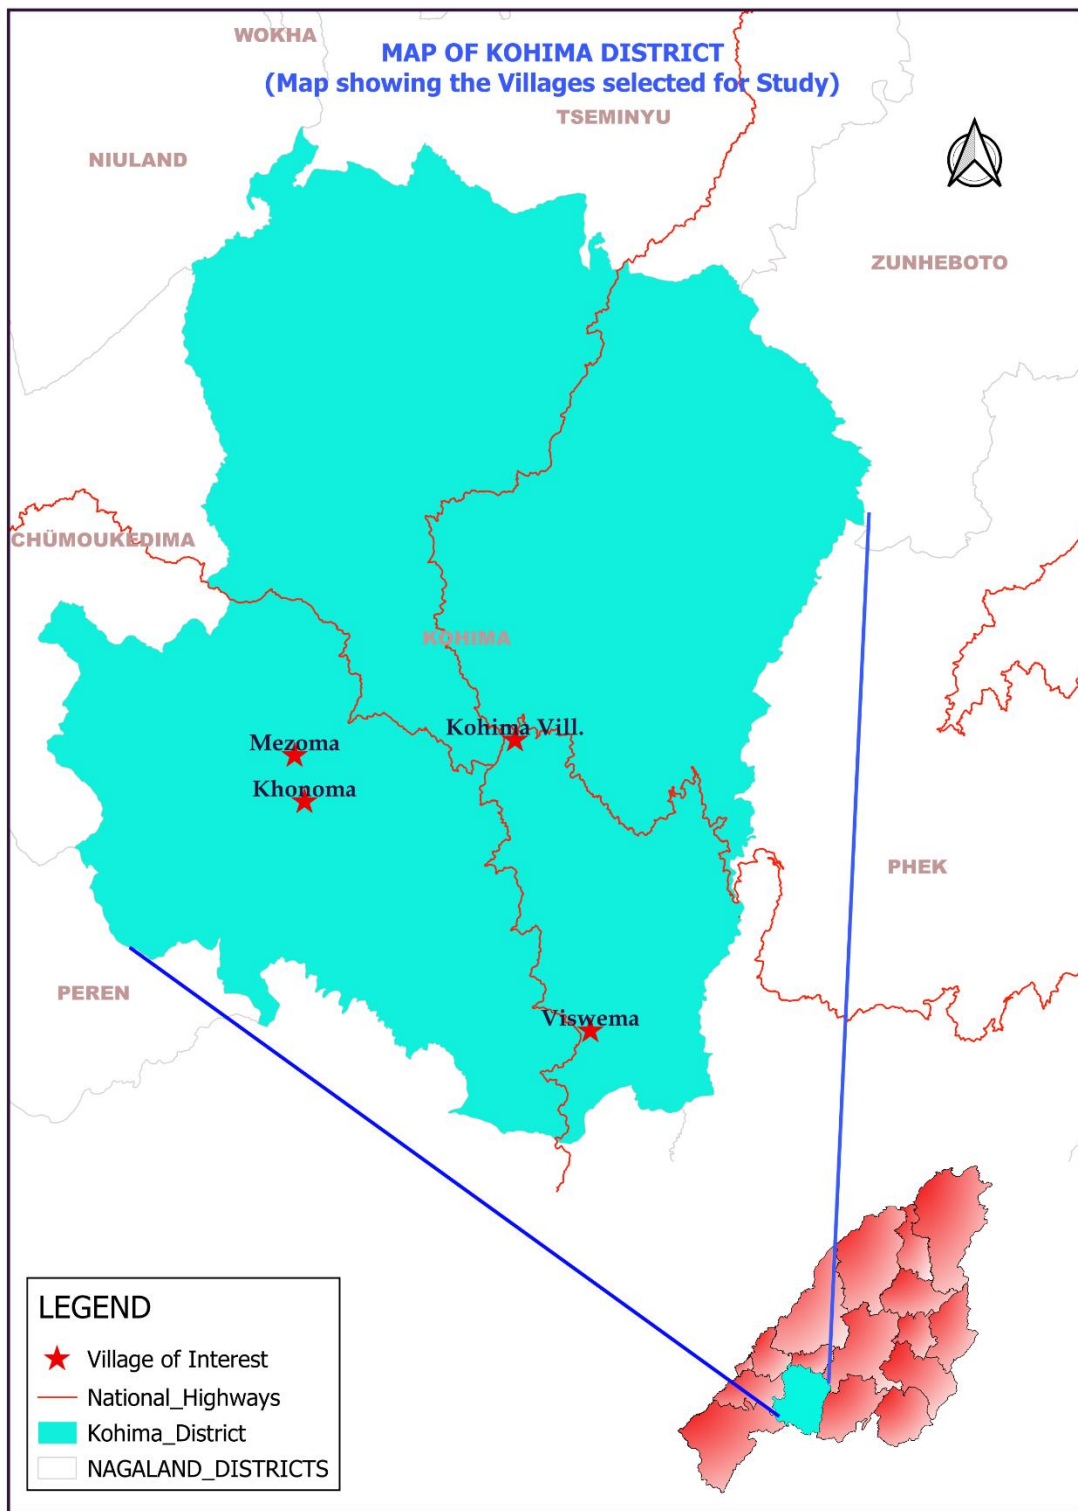 WOKHA
MAP OF KOHIMA DISTRICT
(Map showing the Villages selected for Study)
TSEMINYU
NIULAND
ZUNHEBOTO
CHÜMOUKEDIMA
KOHIMA
Kohima Vill.
Mezoma
Khonoma
PHEK
PEREN
Viswema
LEGEND
Village of Interest
National_Highways
Kohima_District
NAGALAND_DISTRICTS